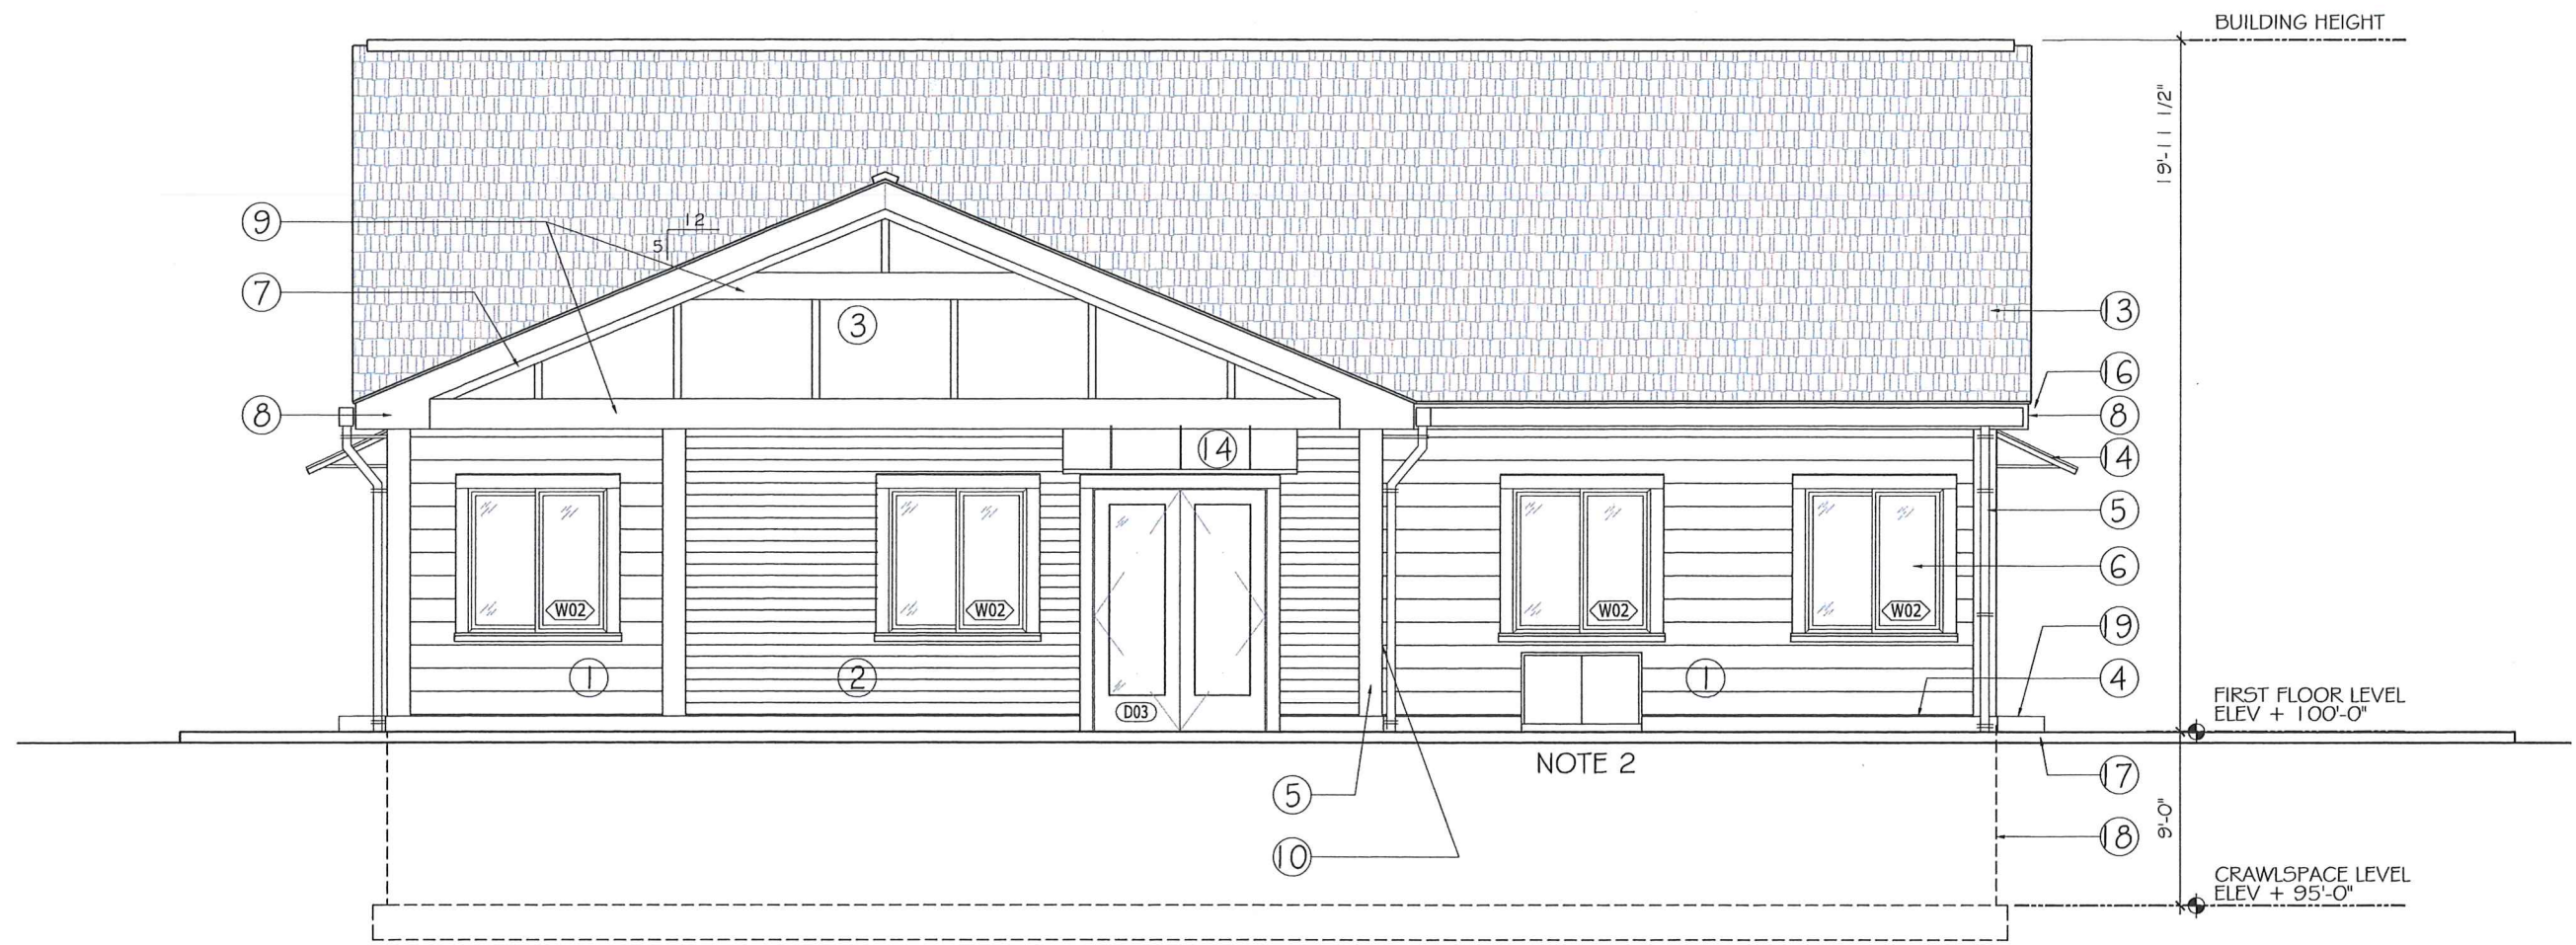 BUILDING HEIGHT
19'-11 1/2"
9
12
5
7
3
13
16
8
8
14
14
5
6
W02
W02
W02
W02
19
1
2
1
4
D03
FIRST FLOOR LEVEL
ELEV + 100'-0"
NOTE 2
17
5
9'-0"
18
10
CRAWLSPACE LEVEL
ELEV + 95'-0"